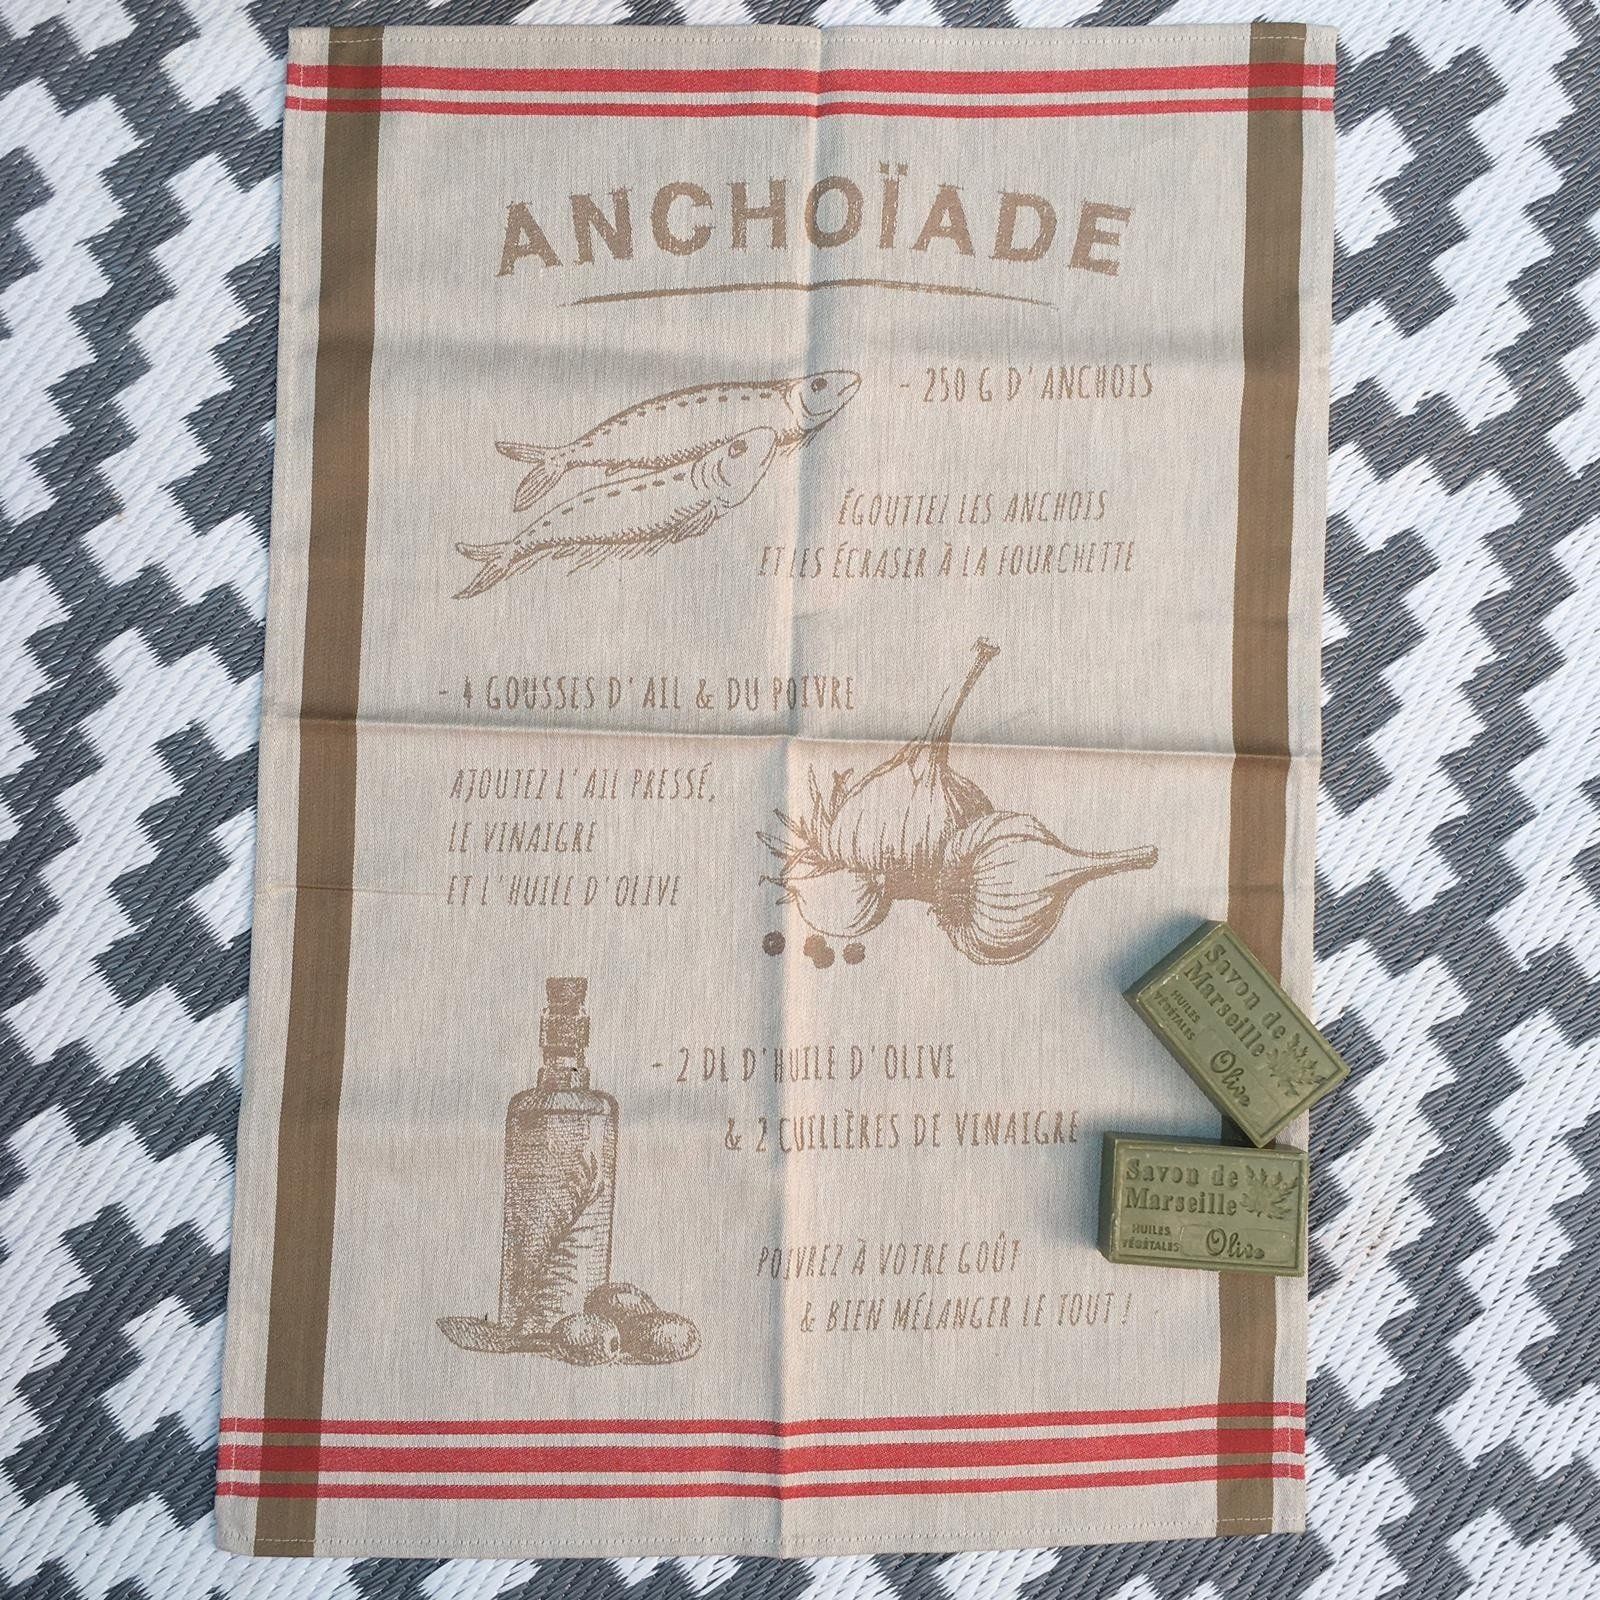 ANCHOÏADE
- 250 G D'ANCHOIS
ÉGOUTTEZ LES ANCHOIS
ET LES ÉCRASER À LA FOURCHETTE
- 4 GOUSSES D'AIL & DU POIVRE
AJOUTEZ L'AIL PRESSÉ,
LE VINAIGRE
ET L'HUILE D'OLIVE
- 2 DL D'HUILE D'OLIVE
& 2 CUILLÈRES DE VINAIGRE
POIVREZ À VOTRE GOÛT
& BIEN MÉLANGER LE TOUT !
Savon de
Marseille
HUILES
VÉGÉTALES
Olive
Savon de
Marseille
HUILES
VÉGÉTALES
Olive